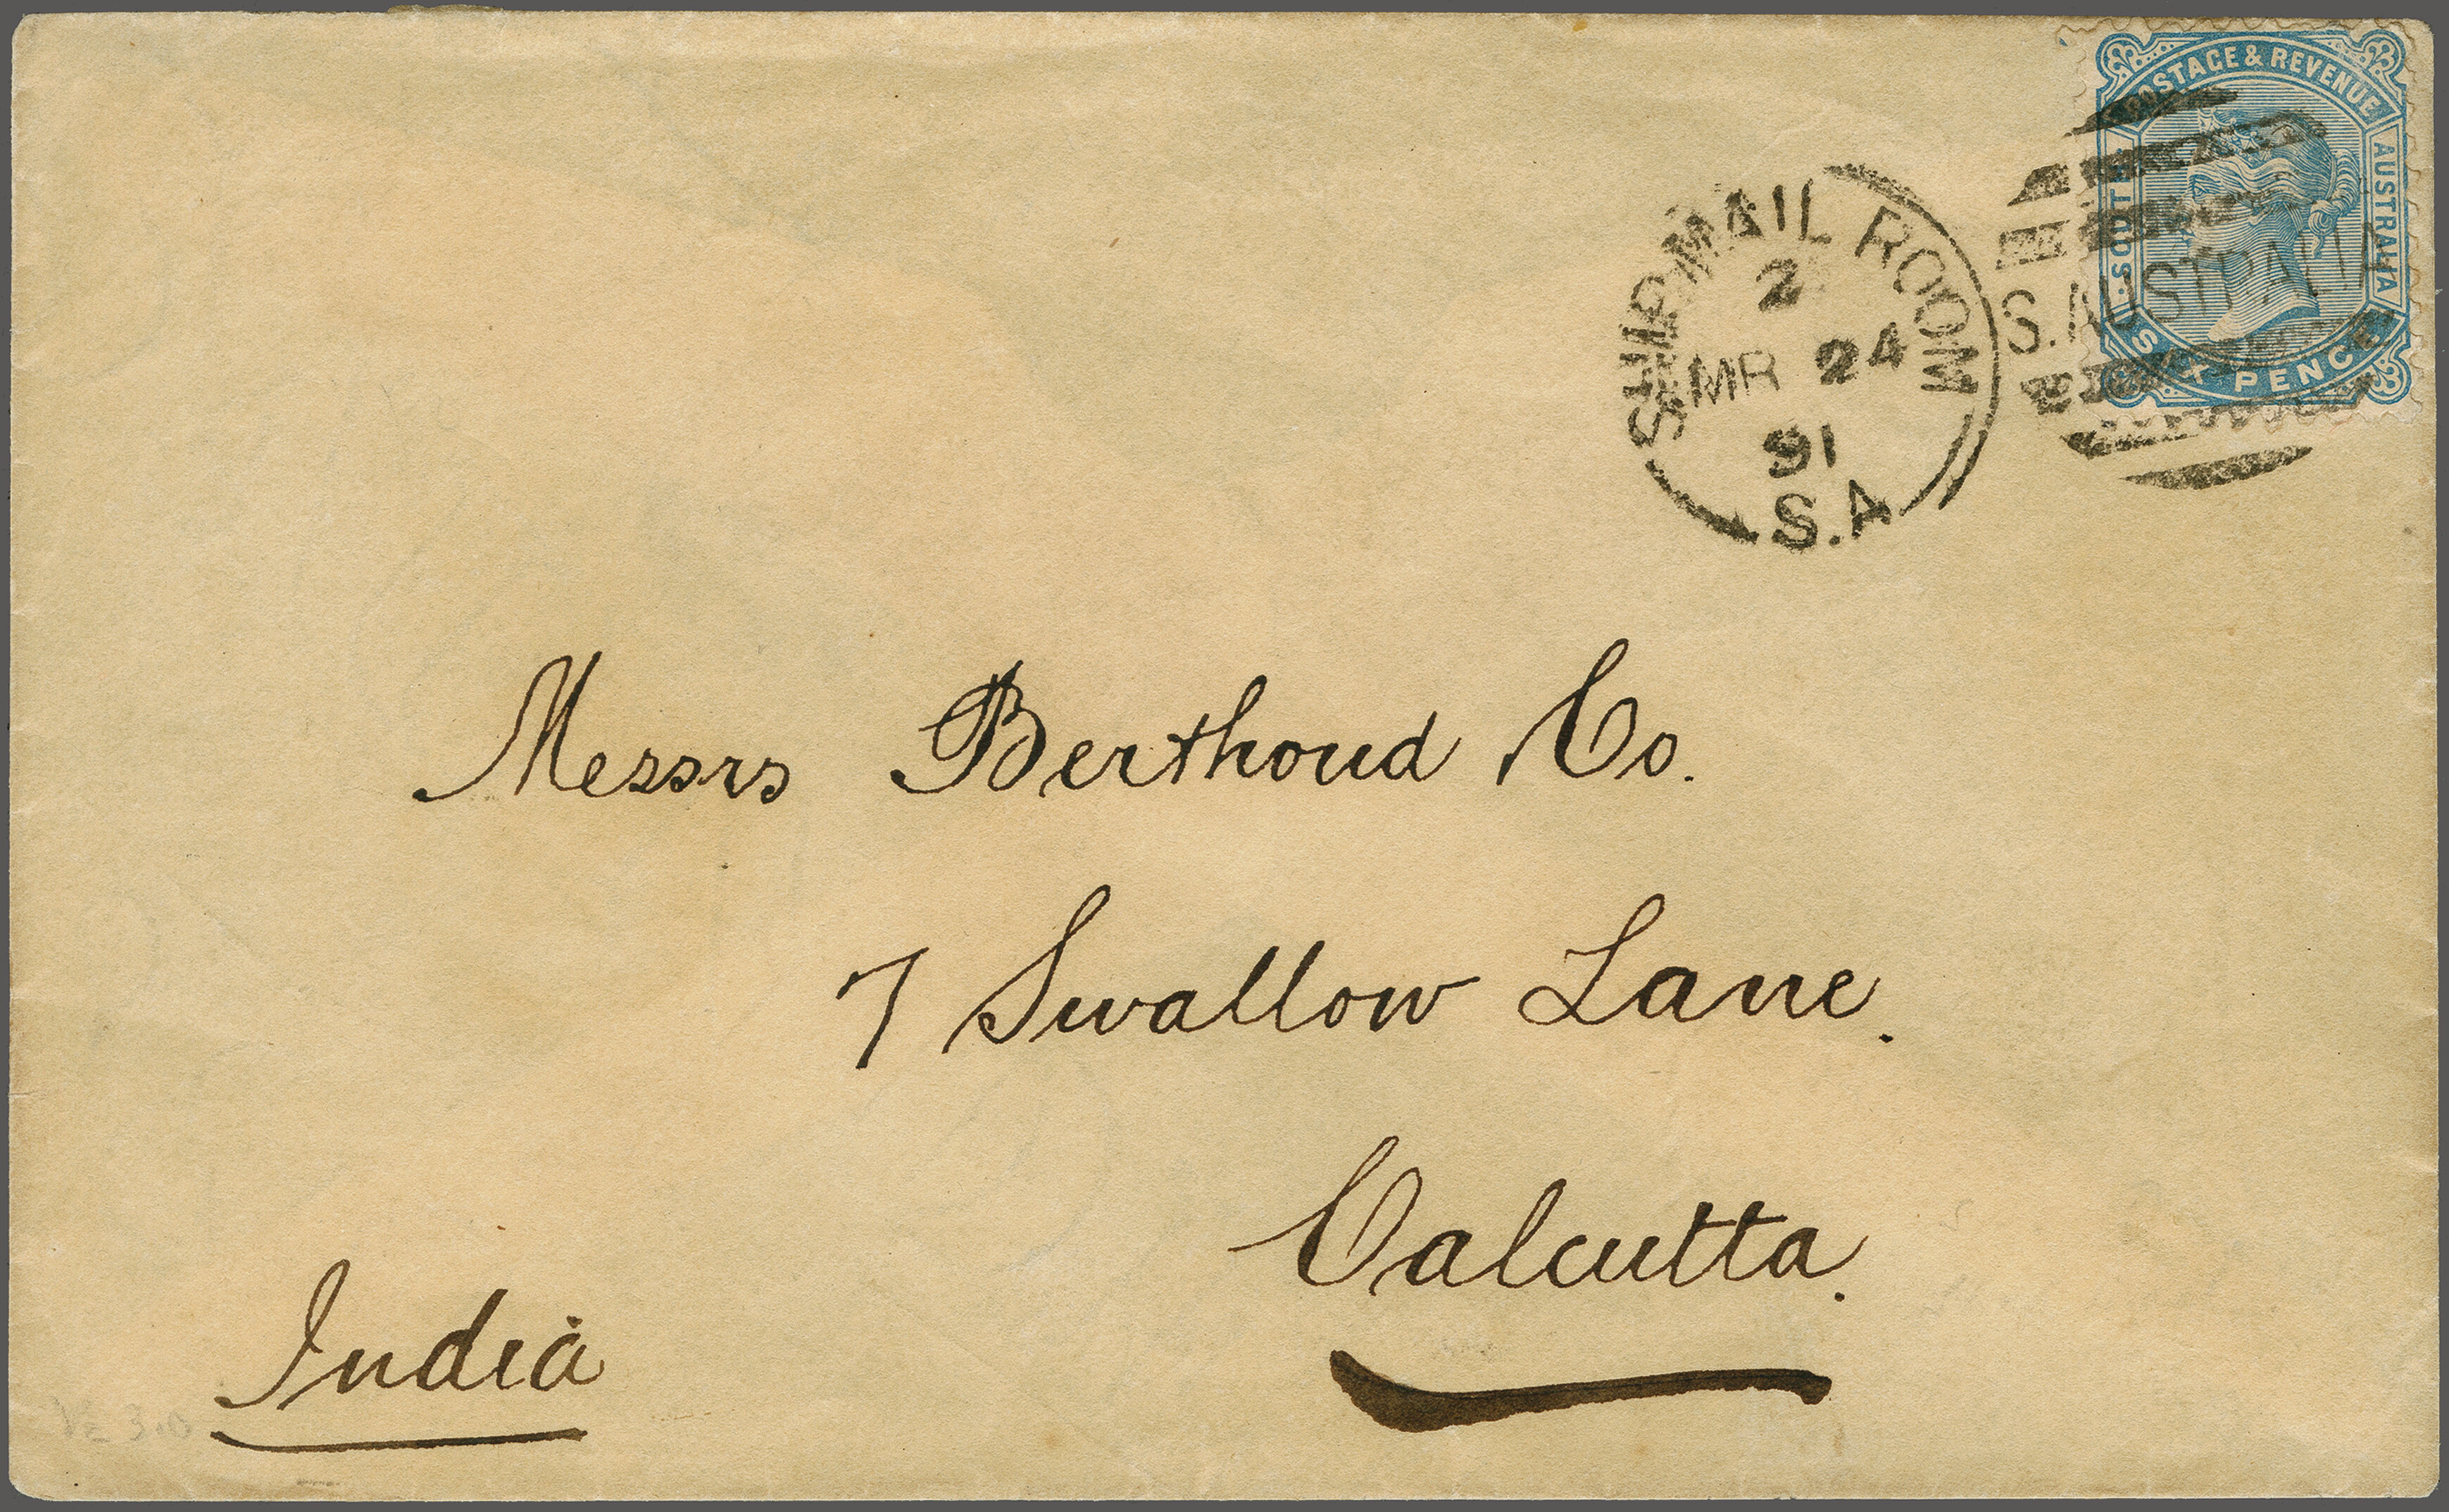 POSTAGE & REVENUE
SOUTH AUSTRALIA
SIX PENCE
S. AUSTRALIA
SHIP MAIL ROOM
2
MR 24
91
S.A
Messrs Berthoud Co.
7 Swallow Lane.
Calcutta.
India